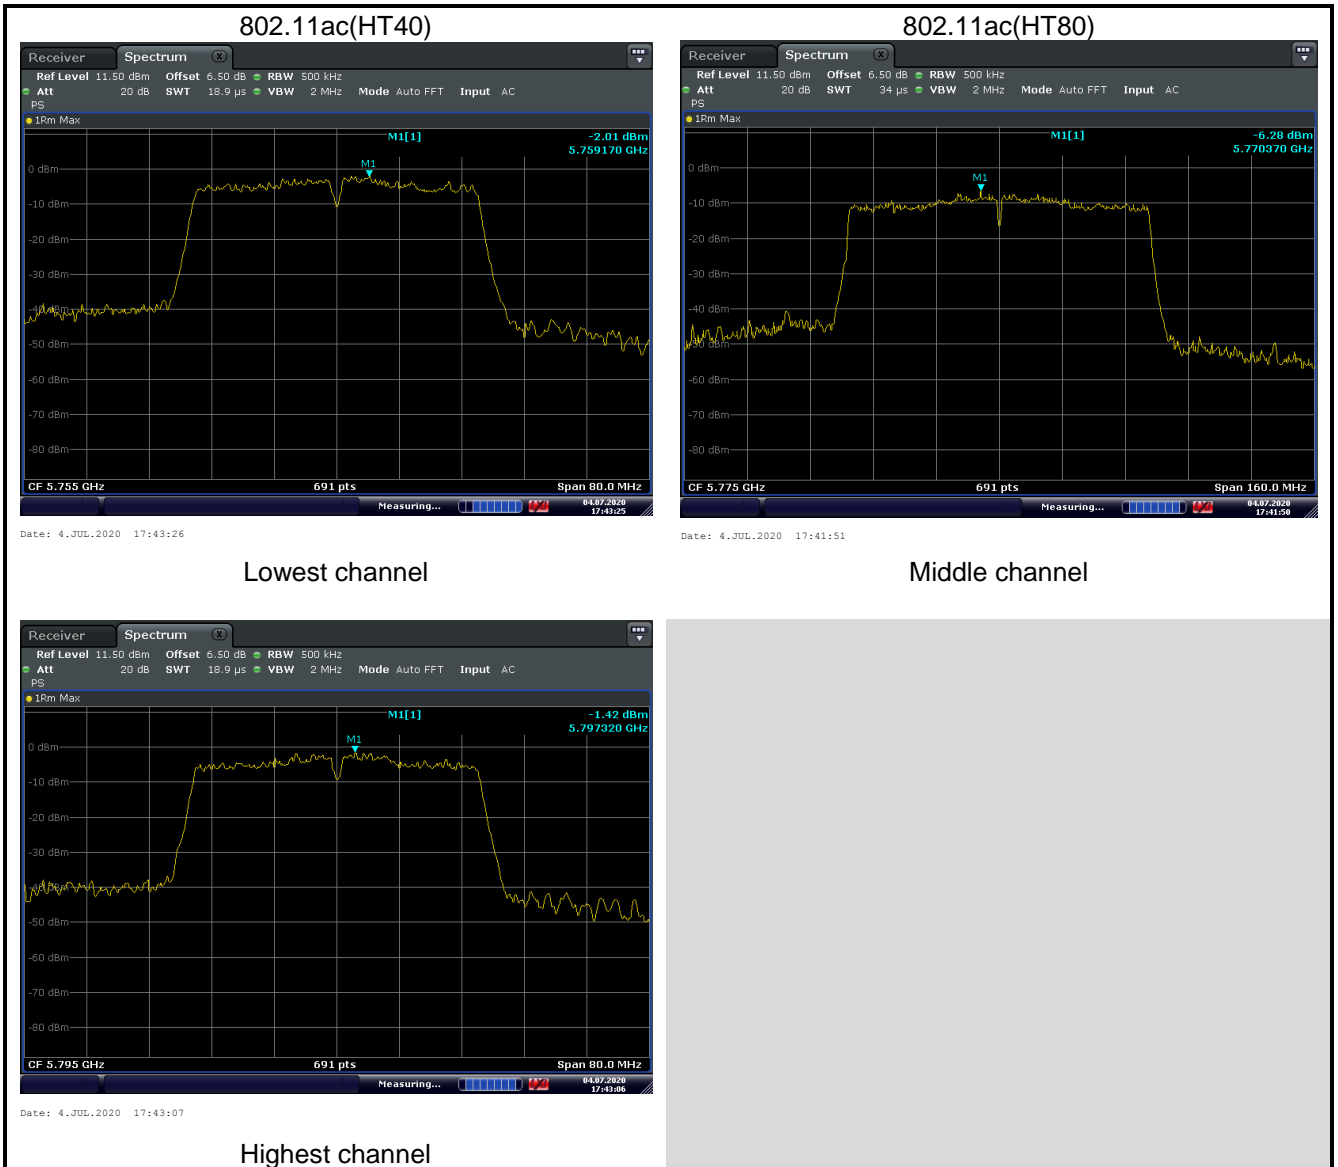 802.11ac(HT40)
802.11ac(HT80)
Receiver Spectrum X
Ref Level 11.50 dBm Offset 6.50 dB RBW 500 kHz
Att 20 dB SWT 18.9 µs VBW 2 MHz Mode Auto FFT Input AC
PS
1Rm Max
M1[1] -2.01 dBm
5.759170 GHz
M1
0 dBm
-10 dBm
-20 dBm
-30 dBm
-40 dBm
-50 dBm
-60 dBm
-70 dBm
-80 dBm
CF 5.755 GHz 691 pts Span 80.0 MHz
Measuring... 04.07.2020
17:43:25
Date: 4.JUL.2020 17:43:26
Lowest channel
Receiver Spectrum X
Ref Level 11.50 dBm Offset 6.50 dB RBW 500 kHz
Att 20 dB SWT 34 µs VBW 2 MHz Mode Auto FFT Input AC
PS
1Rm Max
M1[1] -6.28 dBm
5.770370 GHz
M1
0 dBm
-10 dBm
-20 dBm
-30 dBm
-40 dBm
-50 dBm
-60 dBm
-70 dBm
-80 dBm
CF 5.775 GHz 691 pts Span 160.0 MHz
Measuring... 04.07.2020
17:41:50
Date: 4.JUL.2020 17:41:51
Middle channel
Receiver Spectrum X
Ref Level 11.50 dBm Offset 6.50 dB RBW 500 kHz
Att 20 dB SWT 18.9 µs VBW 2 MHz Mode Auto FFT Input AC
PS
1Rm Max
M1[1] -1.42 dBm
5.797320 GHz
M1
0 dBm
-10 dBm
-20 dBm
-30 dBm
-40 dBm
-50 dBm
-60 dBm
-70 dBm
-80 dBm
CF 5.795 GHz 691 pts Span 80.0 MHz
Measuring... 04.07.2020
17:43:06
Date: 4.JUL.2020 17:43:07
Highest channel